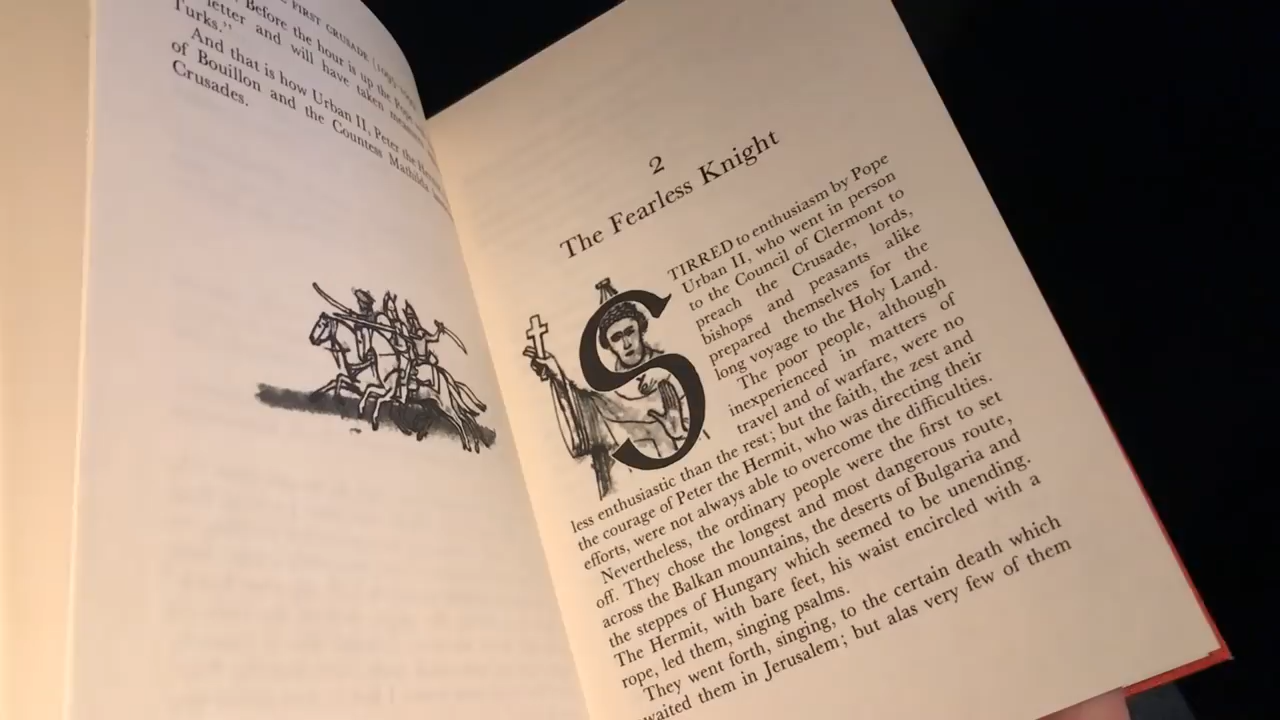 FIRST CRUSADE (1095-1099)
Before the hour is up the Pope
letter and will have taken
Turks."
And that is how Urban II, Peter the Hermit,
of Bouillon and the Countess Mathilda
Crusades.
2
The Fearless Knight
STIRRED to enthusiasm by Pope
Urban II, who went in person
to the Council of Clermont to
preach the Crusade, lords,
bishops and peasants alike
prepared themselves for the
long voyage to the Holy Land.
The poor people, although
inexperienced in matters of
travel and of warfare, were no
less enthusiastic than the rest; but the faith, the zest and
the courage of Peter the Hermit, who was directing their
efforts, were not always able to overcome the difficulties.
Nevertheless, the ordinary people were the first to set
off. They chose the longest and most dangerous route,
across the Balkan mountains, the deserts of Bulgaria and
the steppes of Hungary which seemed to be unending.
The Hermit, with bare feet, his waist encircled with a
rope, led them, singing psalms.
They went forth, singing, to the certain death which
waited them in Jerusalem; but alas very few of them